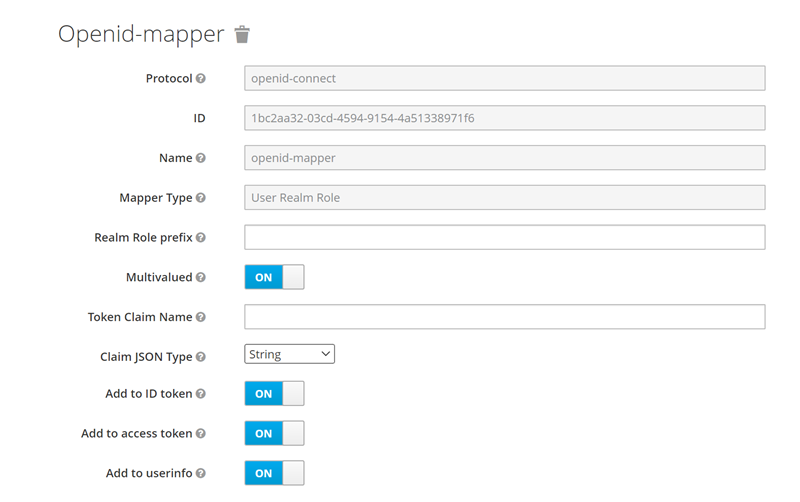 Openid-mapper
Protocol openid-connect
ID 1bc2aa32-03cd-4594-9154-4a51338971f6
Name openid-mapper
Mapper Type User Realm Role
Realm Role prefix
Multivalued ON
Token Claim Name
Claim JSON Type String
Add to ID token ON
Add to access token ON
Add to userinfo ON